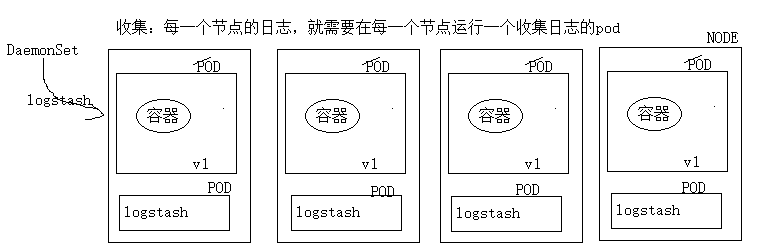 收集：每一个节点的日志，就需要在每一个节点运行一个收集日志的pod
NODE
DaemonSet
POD POD POD POD
logstash
容器 容器 容器 容器
v1 v1 v1 v1
POD POD POD POD
logstash logstash logstash logstash